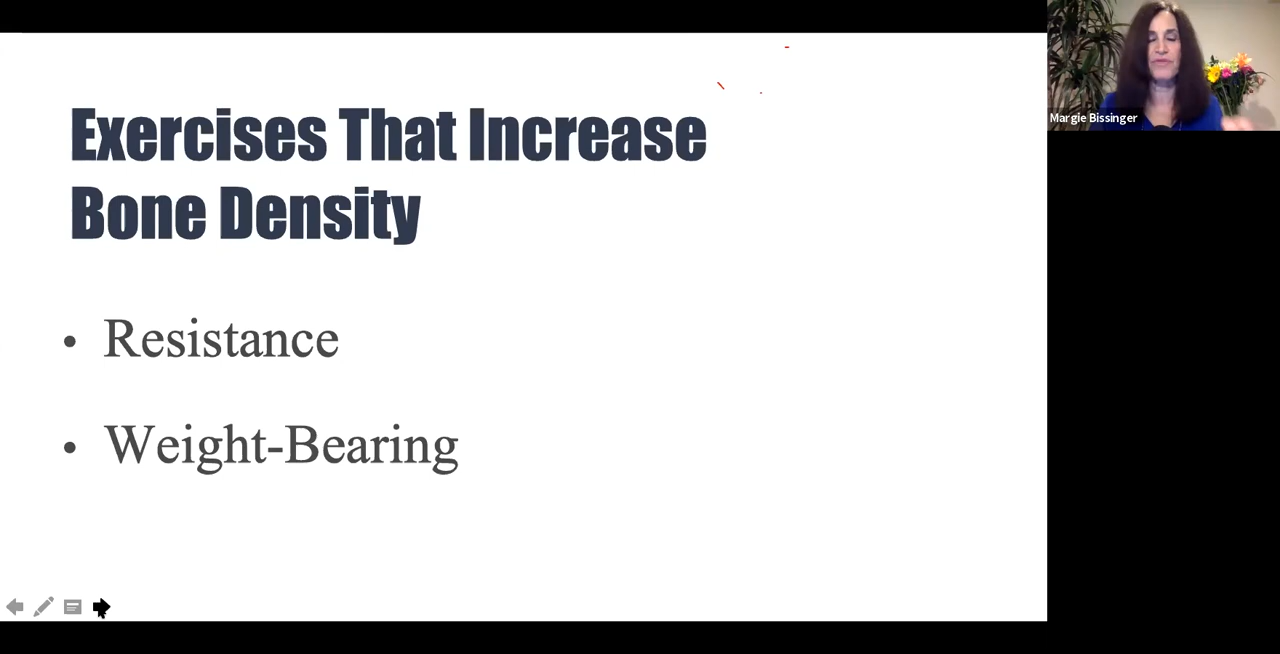 Exercises That Increase
Bone Density
• Resistance
• Weight-Bearing
Margie Bissinger